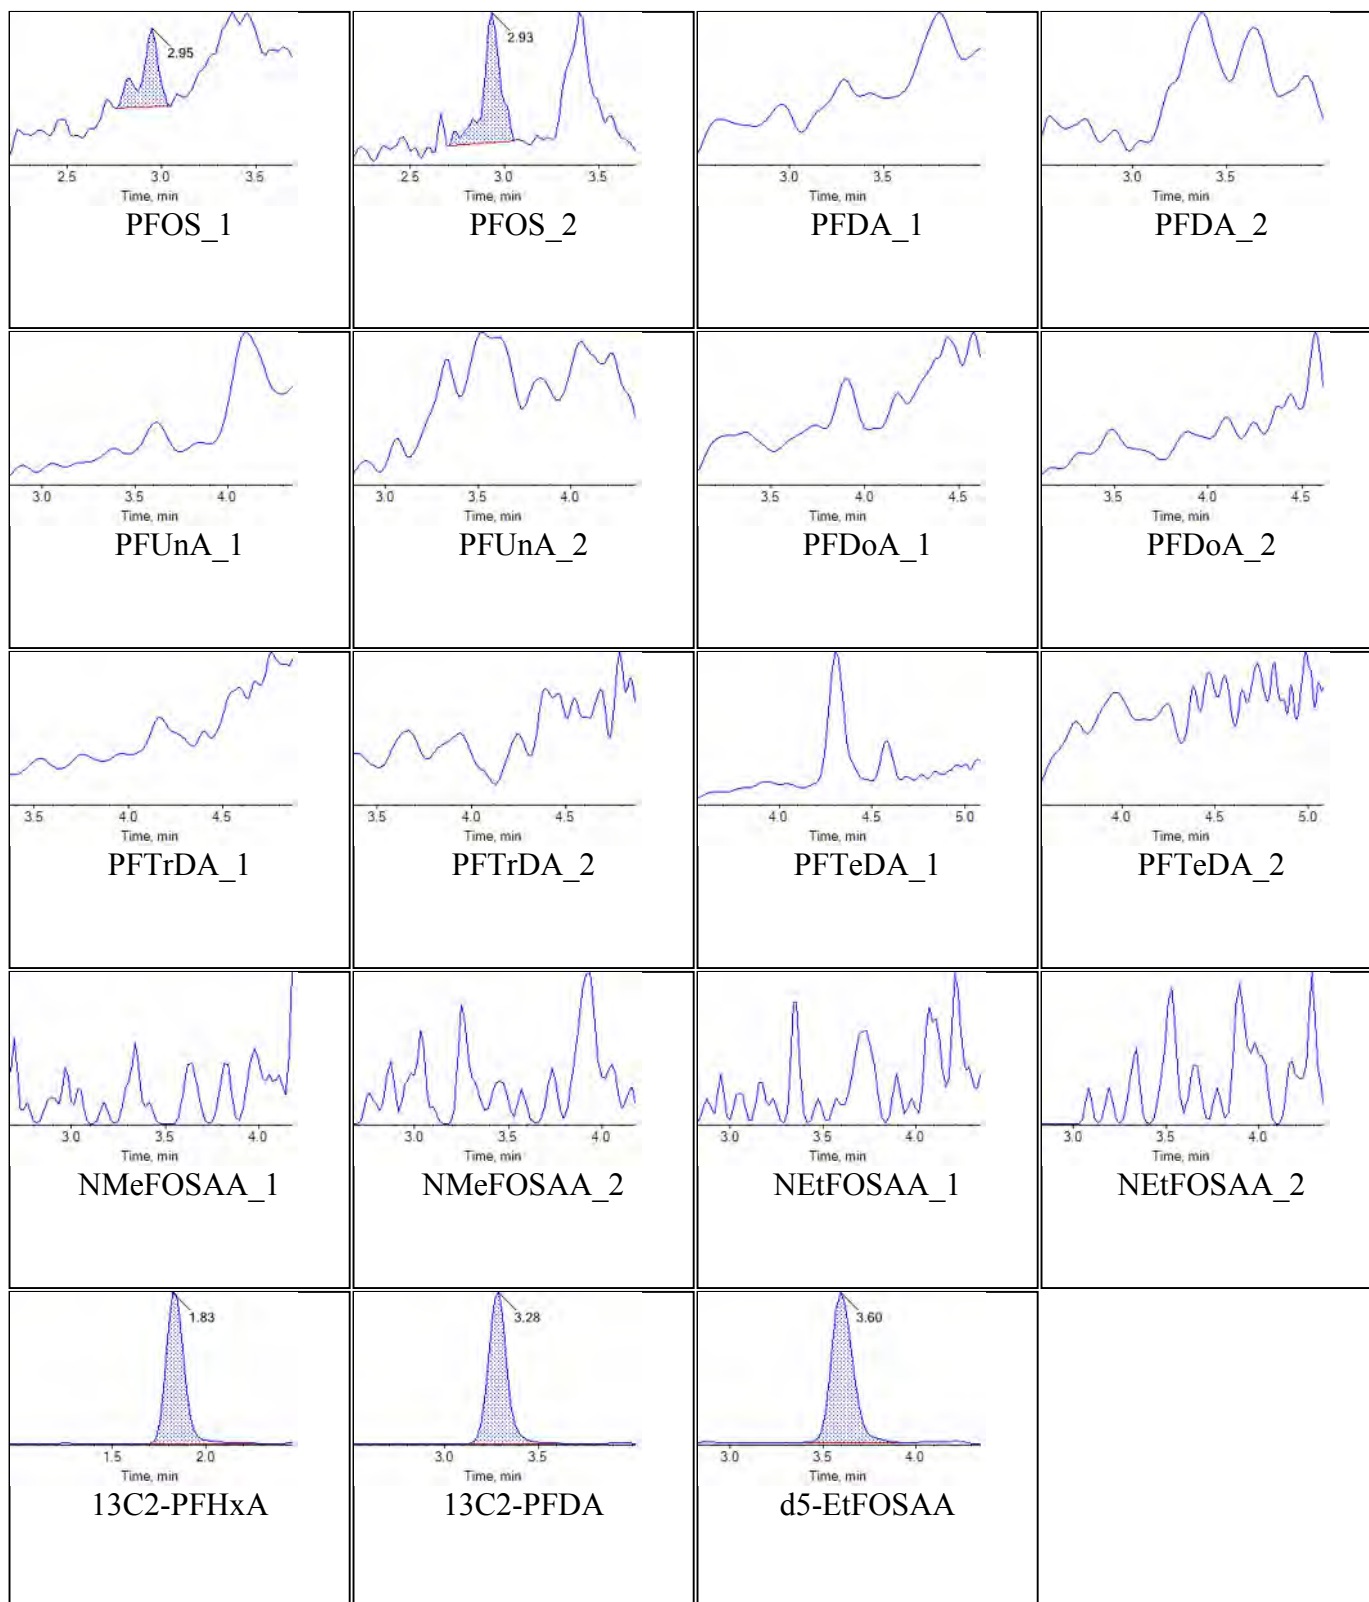 2.95
2.5 3.0 3.5
Time, min
PFOS_1
2.93
2.5 3.0 3.5
Time, min
PFOS_2
3.0 3.5
Time, min
PFDA_1
3.0 3.5
Time, min
PFDA_2
3.0 3.5 4.0
Time, min
PFUnA_1
3.0 3.5 4.0
Time, min
PFUnA_2
3.5 4.0 4.5
Time, min
PFDoA_1
3.5 4.0 4.5
Time, min
PFDoA_2
3.5 4.0 4.5
Time, min
PFTrDA_1
3.5 4.0 4.5
Time, min
PFTrDA_2
4.0 4.5 5.0
Time, min
PFTeDA_1
4.0 4.5 5.0
Time, min
PFTeDA_2
3.0 3.5 4.0
Time, min
NMeFOSAA_1
3.0 3.5 4.0
Time, min
NMeFOSAA_2
3.0 3.5 4.0
Time, min
NEtFOSAA_1
3.0 3.5 4.0
Time, min
NEtFOSAA_2
1.83
1.5 2.0
Time, min
13C2-PFHxA
3.28
3.0 3.5
Time, min
13C2-PFDA
3.60
3.0 3.5 4.0
Time, min
d5-EtFOSAA